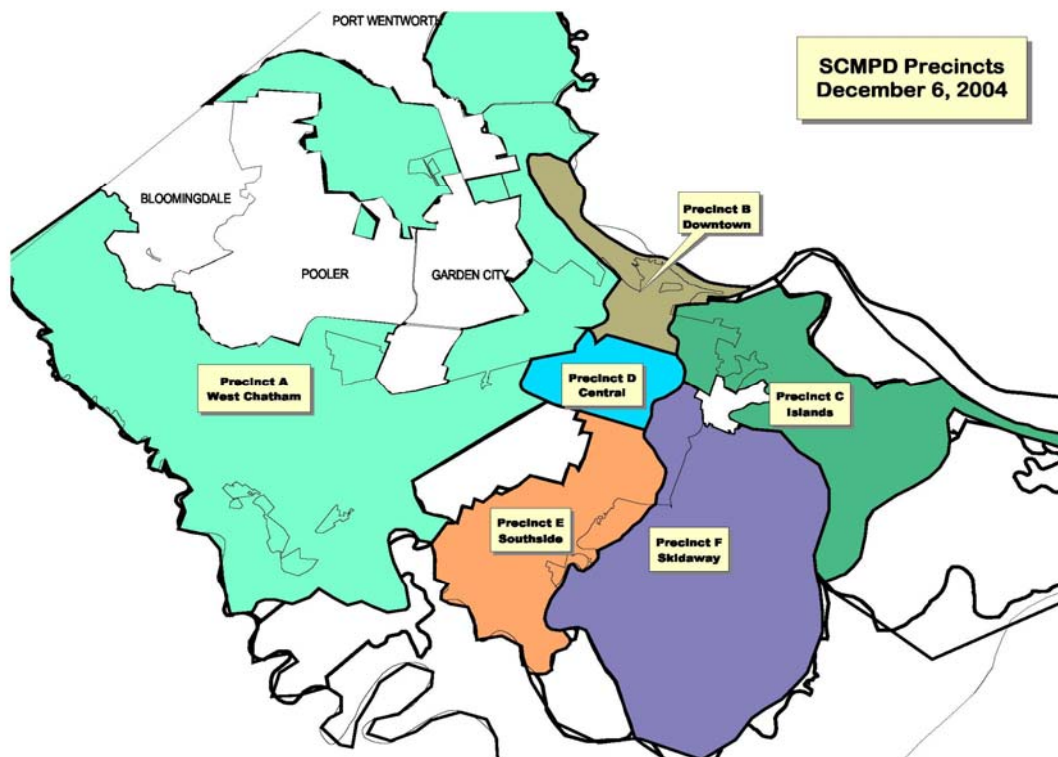 PORT WENTWORTH
SCMPD Precincts
December 6, 2004
BLOOMINGDALE
Precinct B
Downtown
POOLER
GARDEN CITY
Precinct A
West Chatham
Precinct D
Central
Precinct C
Islands
Precinct E
Southside
Precinct F
Skidaway